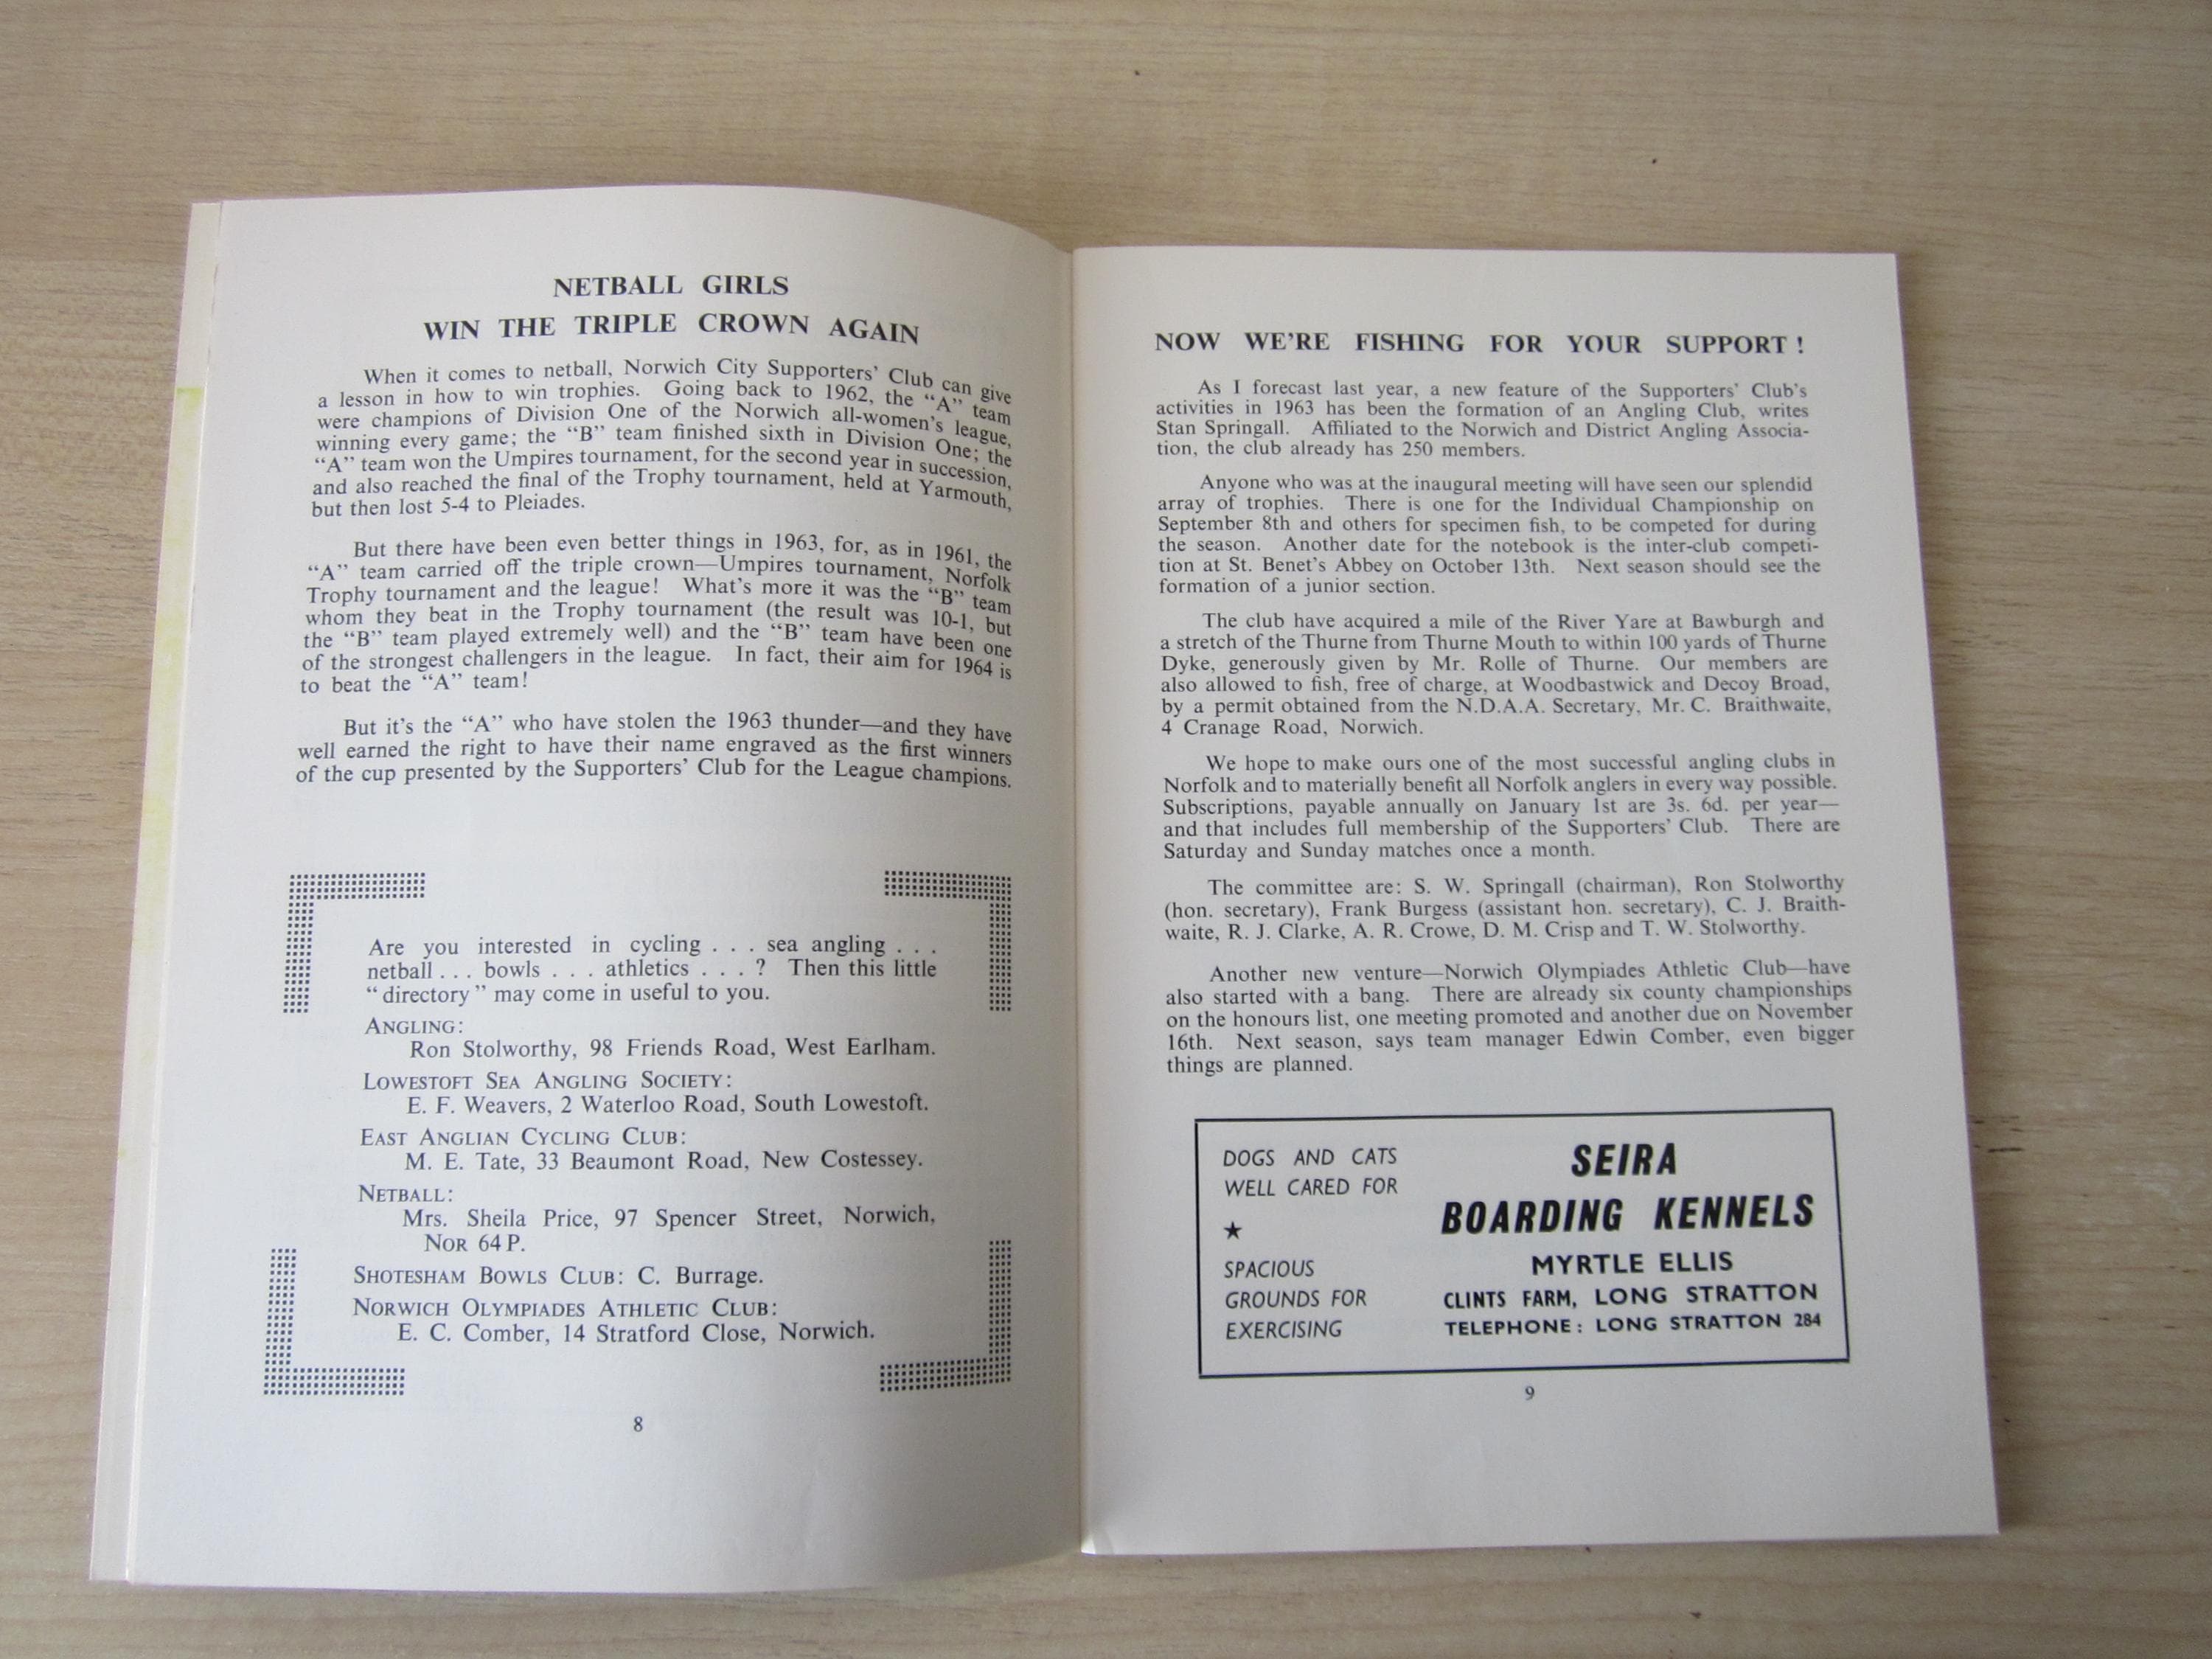 NETBALL GIRLS
WIN THE TRIPLE CROWN AGAIN
When it comes to netball, Norwich City Supporters' Club can give
a lesson in how to win trophies. Going back to 1962, the "A" team
were champions of Division One of the Norwich all-women's league,
winning every game; the "B" team finished sixth in Division One; the
"A" team won the Umpires tournament, for the second year in succession,
and also reached the final of the Trophy tournament, held at Yarmouth,
but then lost 5-4 to Pleiades.
But there have been even better things in 1963, for, as in 1961, the
"A" team carried off the triple crown—Umpires tournament, Norfolk
Trophy tournament and the league! What's more it was the "B" team
whom they beat in the Trophy tournament (the result was 10-1, but
the "B" team played extremely well) and the "B" team have been one
of the strongest challengers in the league. In fact, their aim for 1964 is
to beat the "A" team!
But it's the "A" who have stolen the 1963 thunder—and they have
well earned the right to have their name engraved as the first winners
of the cup presented by the Supporters' Club for the League champions.
Are you interested in cycling . . . sea angling . . .
netball . . . bowls . . . athletics . . . ? Then this little
"directory" may come in useful to you.
ANGLING:
Ron Stolworthy, 98 Friends Road, West Earlham.
LOWESTOFT SEA ANGLING SOCIETY:
E. F. Weavers, 2 Waterloo Road, South Lowestoft.
EAST ANGLIAN CYCLING CLUB:
M. E. Tate, 33 Beaumont Road, New Costessey.
NETBALL:
Mrs. Sheila Price, 97 Spencer Street, Norwich,
NOR 64P.
SHOTESHAM BOWLS CLUB: C. Burrage.
NORWICH OLYMPIADES ATHLETIC CLUB:
E. C. Comber, 14 Stratford Close, Norwich.
8
NOW WE'RE FISHING FOR YOUR SUPPORT!
As I forecast last year, a new feature of the Supporters' Club's
activities in 1963 has been the formation of an Angling Club, writes
Stan Springall. Affiliated to the Norwich and District Angling Associa-
tion, the club already has 250 members.
Anyone who was at the inaugural meeting will have seen our splendid
array of trophies. There is one for the Individual Championship on
September 8th and others for specimen fish, to be competed for during
the season. Another date for the notebook is the inter-club competi-
tion at St. Benet's Abbey on October 13th. Next season should see the
formation of a junior section.
The club have acquired a mile of the River Yare at Bawburgh and
a stretch of the Thurne from Thurne Mouth to within 100 yards of Thurne
Dyke, generously given by Mr. Rolle of Thurne. Our members are
also allowed to fish, free of charge, at Woodbastwick and Decoy Broad,
by a permit obtained from the N.D.A.A. Secretary, Mr. C. Braithwaite,
4 Cranage Road, Norwich.
We hope to make ours one of the most successful angling clubs in
Norfolk and to materially benefit all Norfolk anglers in every way possible.
Subscriptions, payable annually on January 1st are 3s. 6d. per year—
and that includes full membership of the Supporters' Club. There are
Saturday and Sunday matches once a month.
The committee are: S. W. Springall (chairman), Ron Stolworthy
(hon. secretary), Frank Burgess (assistant hon. secretary), C. J. Braith-
waite, R. J. Clarke, A. R. Crowe, D. M. Crisp and T. W. Stolworthy.
Another new venture—Norwich Olympiades Athletic Club—have
also started with a bang. There are already six county championships
on the honours list, one meeting promoted and another due on November
16th. Next season, says team manager Edwin Comber, even bigger
things are planned.
DOGS AND CATS
WELL CARED FOR
★
SPACIOUS
GROUNDS FOR
EXERCISING
SEIRA
BOARDING KENNELS
MYRTLE ELLIS
CLINTS FARM, LONG STRATTON
TELEPHONE: LONG STRATTON 284
9